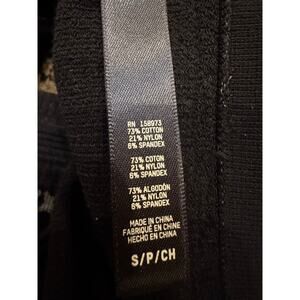 RN 158973
73% COTTON
21% NYLON
6% SPANDEX
73% COTON
21% NYLON
6% SPANDEX
73% ALGODÓN
21% NYLON
6% SPANDEX
MADE IN CHINA
FABRIQUÉ EN CHINE
HECHO EN CHINA
S/P/CH